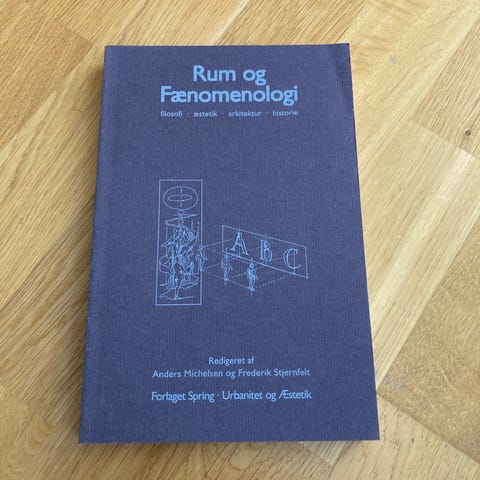 Rum og
Fænomenologi
filosofi · æstetik · arkitektur · historie
A B C
Redigeret af
Anders Michelsen og Frederik Stjernfelt
Forlaget Spring · Urbanitet og Æstetik